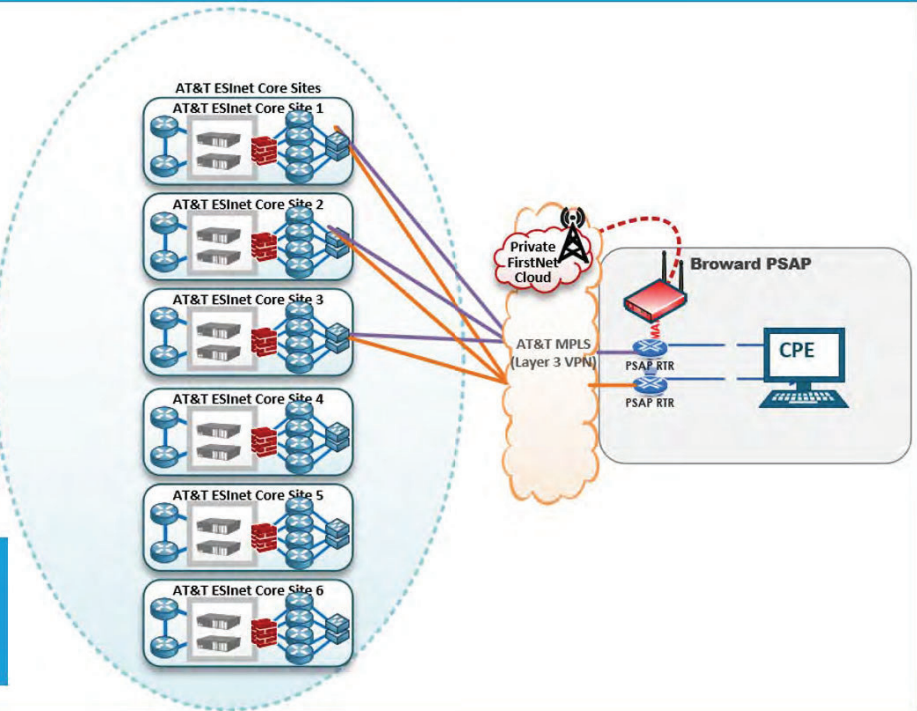 AT&T ESInet Core Sites
AT&T ESInet Core Site 1
AT&T ESInet Core Site 2
AT&T ESInet Core Site 3
AT&T ESInet Core Site 4
AT&T ESInet Core Site 5
AT&T ESInet Core Site 6
Private
FirstNet
Cloud
AT&T MPLS
(Layer 3 VPN)
Broward PSAP
MA
PSAP RTR
PSAP RTR
CPE